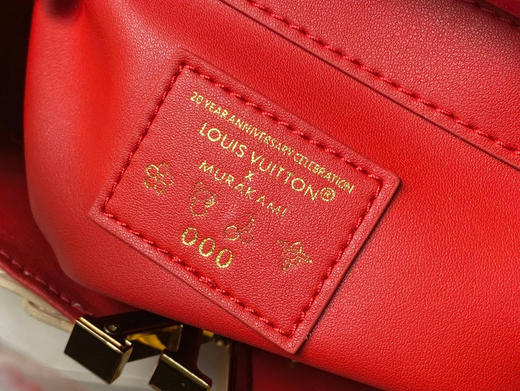 20 YEAR ANNIVERSARY CELEBRATION
LOUIS VUITTON®
X
MURAKAMI
000